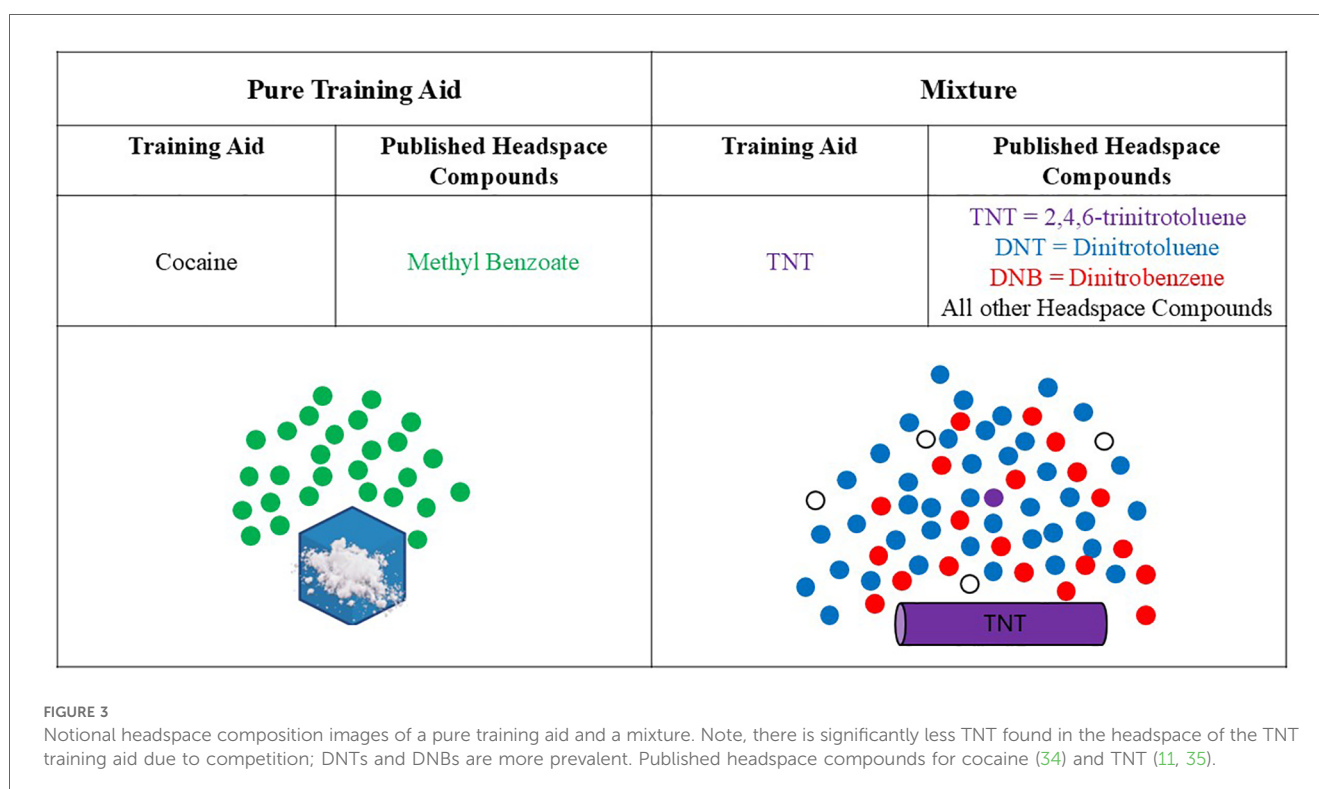 Pure Training Aid
Mixture
Training Aid
Published Headspace
Compounds
Training Aid
Published Headspace
Compounds
Cocaine
Methyl Benzoate
TNT
TNT = 2,4,6-trinitrotoluene
DNT = Dinitrotoluene
DNB = Dinitrobenzene
All other Headspace Compounds
TNT
FIGURE 3
Notional headspace composition images of a pure training aid and a mixture. Note, there is significantly less TNT found in the headspace of the TNT
training aid due to competition; DNTs and DNBs are more prevalent. Published headspace compounds for cocaine (34) and TNT (11, 35).